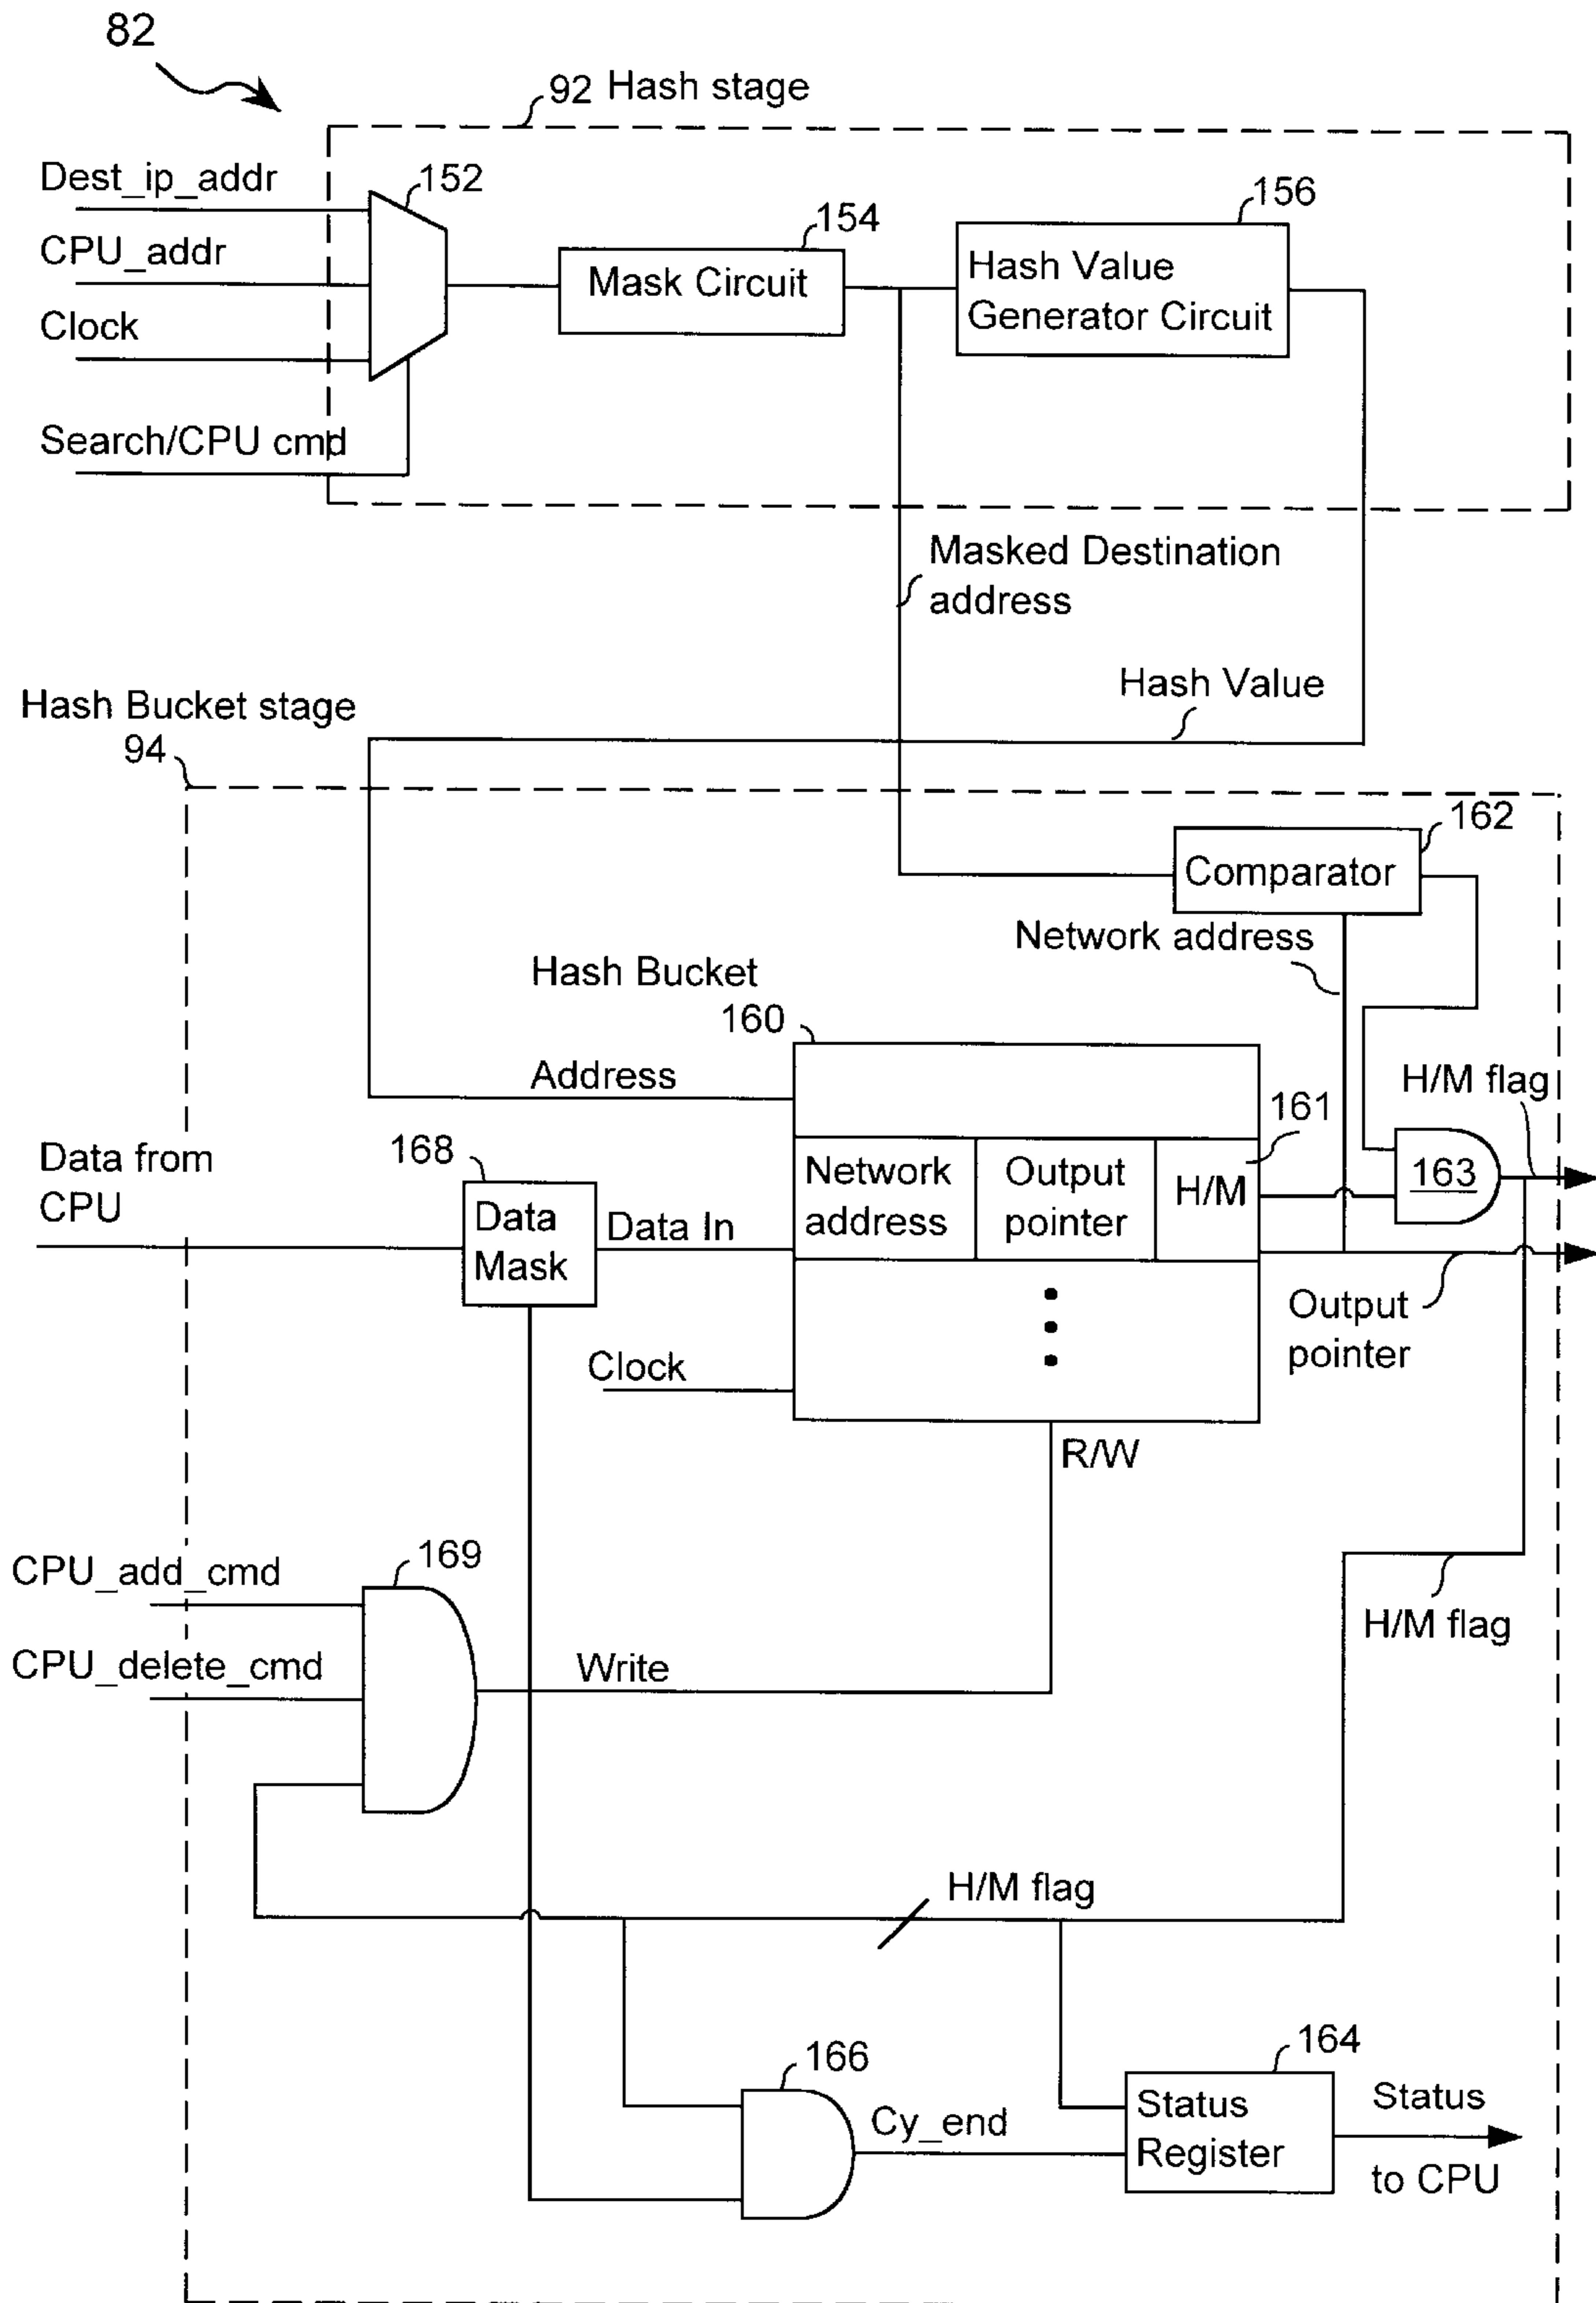 82
92 Hash stage
Dest_ip_addr
152
CPU_addr
154
156
Mask Circuit
Hash Value
Generator Circuit
Clock
Search/CPU cmd
Masked Destination
address
Hash Value
Hash Bucket stage
94
162
Comparator
Network address
Hash Bucket
160
Address
H/M flag
161
Data from
CPU
168
Data
Mask
Data In
Network
address
Output
pointer
H/M
163
Output
pointer
Clock
R/W
CPU_add_cmd
169
H/M flag
CPU_delete_cmd
Write
H/M flag
166
164
Cy_end
Status
Register
Status
to CPU